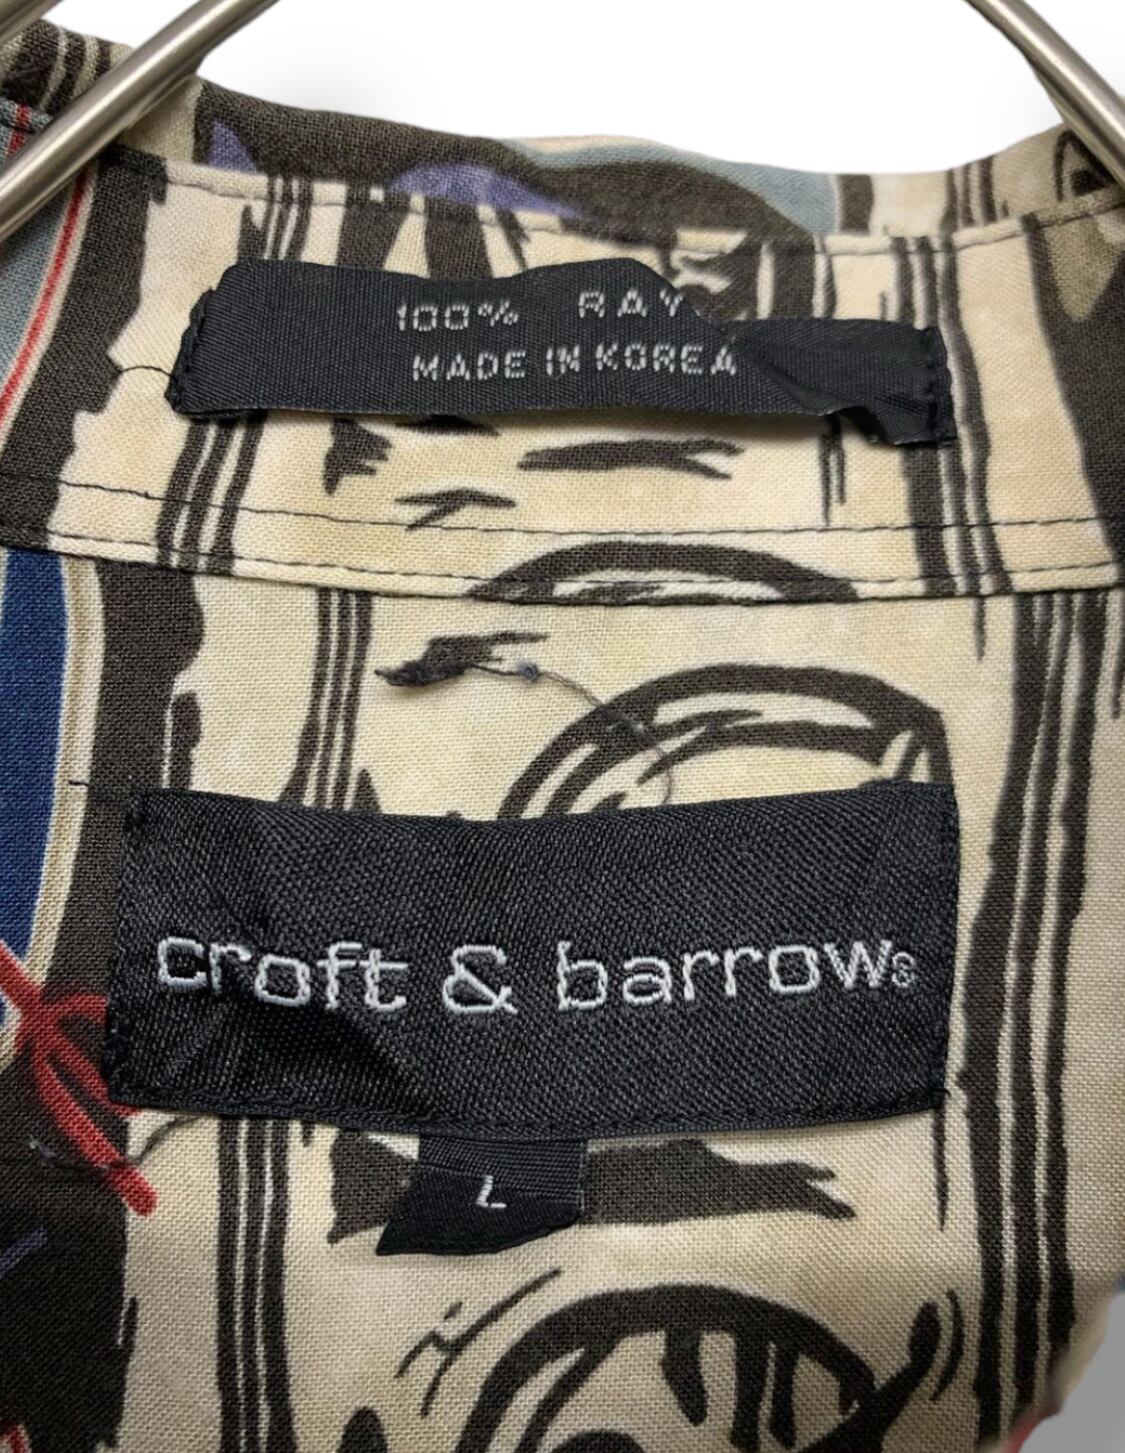 100% RAY
MADE IN KOREA
croft & barrow®
L